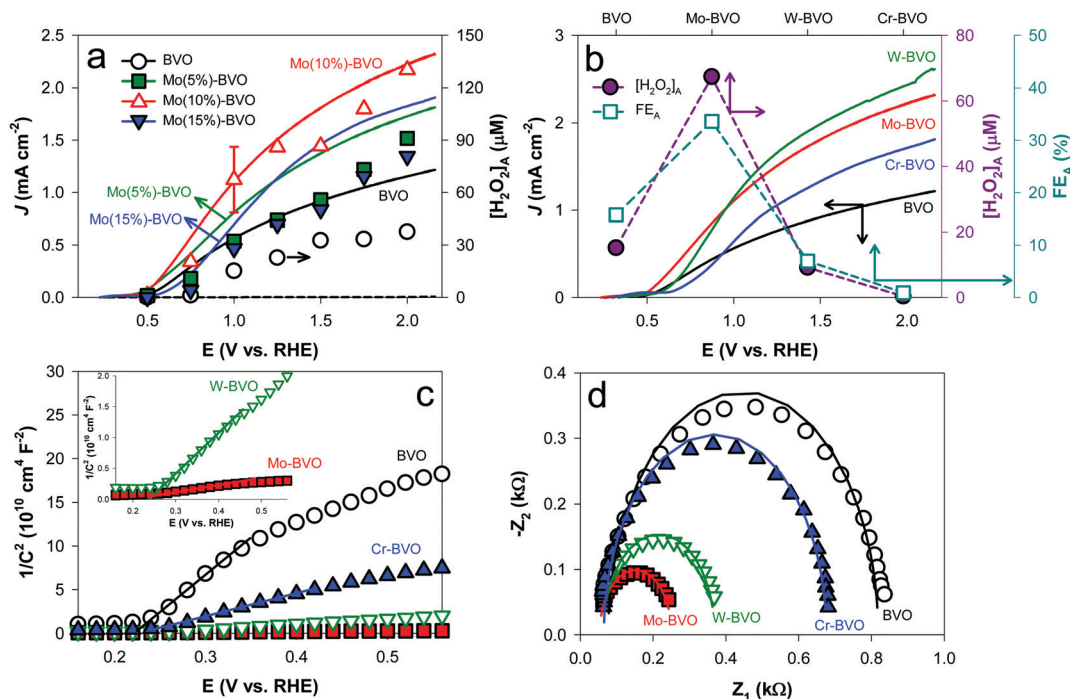 a
BVO
Mo(5%)-BVO
Mo(10%)-BVO
Mo(15%)-BVO
Mo(10%)-BVO
Mo(5%)-BVO
Mo(15%)-BVO
BVO
J (mA cm-2)
2.5
2.0
1.5
1.0
0.5
0.0
150
120
90
60
30
0
[H2O2]A (µM)
0.5 1.0 1.5 2.0
E (V vs. RHE)
BVO Mo-BVO W-BVO Cr-BVO
b
[H2O2]A
FEA
W-BVO
Mo-BVO
Cr-BVO
BVO
J (mA cm-2)
3
2
1
0
80
60
40
20
0
[H2O2]A (µM)
50
40
30
20
10
0
FEA (%)
0.0 0.5 1.0 1.5 2.0
E (V vs. RHE)
c
1/C2 (1010 cm4 F-2)
30
25
20
15
10
5
0
2.0
1.5
1.0
0.5
0.0
1/C2 (1010 cm4 F-2)
W-BVO
Mo-BVO
0.2 0.3 0.4 0.5
E (V vs. RHE)
BVO
Cr-BVO
0.2 0.3 0.4 0.5
E (V vs. RHE)
d
-Z2 (kΩ)
0.4
0.3
0.2
0.1
0.0
Mo-BVO
W-BVO
Cr-BVO
BVO
0.0 0.2 0.4 0.6 0.8 1.0
Z1 (kΩ)